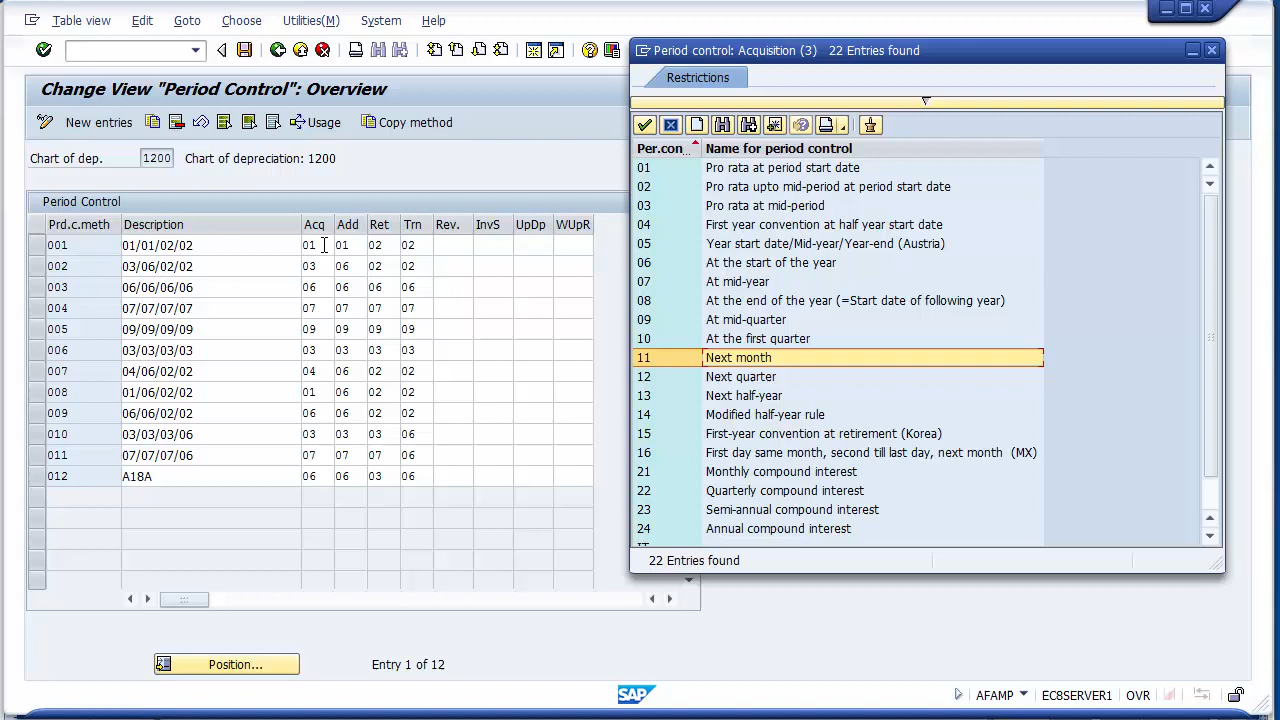 Table view Edit Goto Choose Utilities(M) System Help
Change View "Period Control": Overview
New entries Usage Copy method
Chart of dep. 1200 Chart of depreciation: 1200
Period Control
Prd.c.meth Description Acq Add Ret Trn Rev. InvS UpDp WUpR
001 01/01/02/02 01 01 02 02
002 03/06/02/02 03 06 02 02
003 06/06/06/06 06 06 06 06
004 07/07/07/07 07 07 07 07
005 09/09/09/09 09 09 09 09
006 03/03/03/03 03 03 03 03
007 04/06/02/02 04 06 02 02
008 01/06/02/02 01 06 02 02
009 06/06/02/02 06 06 02 02
010 03/03/03/06 03 03 03 06
011 07/07/07/06 07 07 07 06
012 A18A 06 06 03 06
Position... Entry 1 of 12
Period control: Acquisition (3) 22 Entries found
Restrictions
Per.con... Name for period control
01 Pro rata at period start date
02 Pro rata upto mid-period at period start date
03 Pro rata at mid-period
04 First year convention at half year start date
05 Year start date/Mid-year/Year-end (Austria)
06 At the start of the year
07 At mid-year
08 At the end of the year (=Start date of following year)
09 At mid-quarter
10 At the first quarter
11 Next month
12 Next quarter
13 Next half-year
14 Modified half-year rule
15 First-year convention at retirement (Korea)
16 First day same month, second till last day, next month (MX)
21 Monthly compound interest
22 Quarterly compound interest
23 Semi-annual compound interest
24 Annual compound interest
22 Entries found
SAP AFAMP EC8SERVER1 OVR